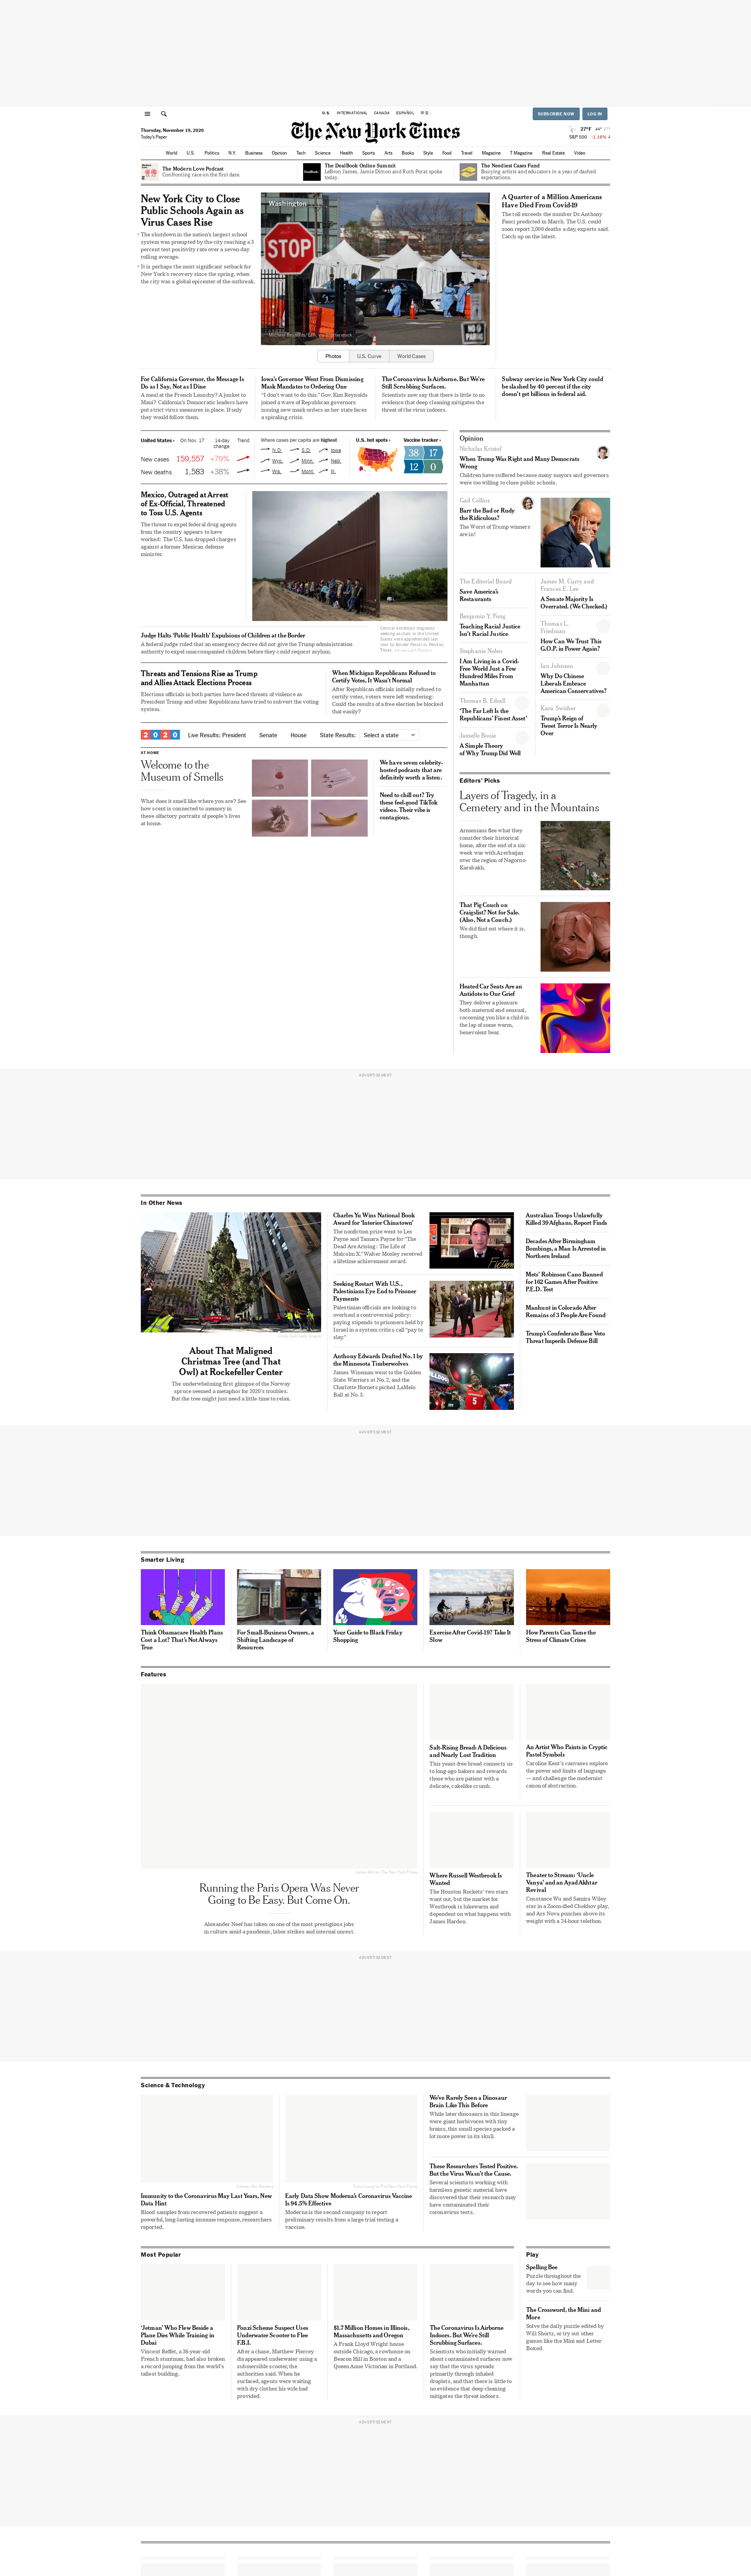 U.S. INTERNATIONAL CANADA ESPAÑOL 中文
SUBSCRIBE NOW LOG IN
Thursday, November 19, 2020
Today's Paper
The New York Times
27°F
S&P 500 -1.16%
World U.S. Politics N.Y. Business Opinion Tech Science Health Sports Arts Books Style Food Travel Magazine T Magazine Real Estate Video
The Modern Love Podcast
Confronting race on the first date.
The DealBook Online Summit
LeBron James, Jamie Dimon and Ruth Porat spoke
today.
The Neediest Cases Fund
Buoying artists and educators in a year of dashed
expectations.
New York City to Close
Public Schools Again as
Virus Cases Rise
• The shutdown in the nation's largest school
system was prompted by the city reaching a 3
percent test positivity rate over a seven-day
rolling average.
• It is perhaps the most significant setback for
New York's recovery since the spring, when
the city was a global epicenter of the outbreak.
Washington
STOP
NO PARKING
Photos U.S. Curve World Cases
A Quarter of a Million Americans
Have Died From Covid-19
The toll exceeds the number Dr. Anthony
Fauci predicted in March. The U.S. could
soon report 2,000 deaths a day, experts said.
Catch up on the latest.
For California Governor, the Message Is
Do as I Say, Not as I Dine
A meal at the French Laundry? A junket to
Maui? California's Democratic leaders have
put strict virus measures in place. If only
they would follow them.
Iowa's Governor Went From Dismissing
Mask Mandates to Ordering One
"I don't want to do this." Gov. Kim Reynolds
joined a wave of Republican governors
issuing new mask orders as her state faces
a spiraling crisis.
The Coronavirus Is Airborne. But We're
Still Scrubbing Surfaces.
Scientists now say that there is little to no
evidence that deep cleaning mitigates the
threat of the virus indoors.
Subway service in New York City could
be slashed by 40 percent if the city
doesn't get billions in federal aid.
United States › On Nov. 17 14-day
change Trend
New cases 159,557 +79%
New deaths 1,583 +38%
Where cases per capita are highest
N.D. S.D. Iowa
Wyo. Minn. Neb.
Wis. Mont. Ill.
U.S. hot spots ›
Vaccine tracker ›
38 17
12 0
Mexico, Outraged at Arrest
of Ex-Official, Threatened
to Toss U.S. Agents
The threat to expel federal drug agents
from the country appears to have
worked: The U.S. has dropped charges
against a former Mexican defense
minister.
Judge Halts 'Public Health' Expulsions of Children at the Border
A federal judge ruled that an emergency decree did not give the Trump administration
authority to expel unaccompanied children before they could request asylum.
Central American migrants
seeking asylum in the United
States were apprehended last
year by Border Patrol in Penitas,
Texas.
Threats and Tensions Rise as Trump
and Allies Attack Elections Process
Elections officials in both parties have faced threats of violence as
President Trump and other Republicans have tried to subvert the voting
system.
When Michigan Republicans Refused to
Certify Votes, It Wasn't Normal
After Republican officials initially refused to
certify votes, voters were left wondering:
Could the results of a free election be blocked
that easily?
2020 Live Results: President Senate House State Results: Select a state
AT HOME
Welcome to the
Museum of Smells
What does it smell like where you are? See
how scent is connected to memory in
these olfactory portraits of people's lives
at home.
We have seven celebrity-
hosted podcasts that are
definitely worth a listen.
Need to chill out? Try
these feel-good TikTok
videos. Their vibe is
contagious.
Opinion
Nicholas Kristof
When Trump Was Right and Many Democrats
Wrong
Children have suffered because many mayors and governors
were too willing to close public schools.
Gail Collins
Barr the Bad or Rudy
the Ridiculous?
The Worst of Trump winners
are in!
The Editorial Board
Save America's
Restaurants
Benjamin Y. Fong
Teaching Racial Justice
Isn't Racial Justice
Stephanie Nolen
I Am Living in a Covid-
Free World Just a Few
Hundred Miles From
Manhattan
Thomas B. Edsall
'The Far Left Is the
Republicans' Finest Asset'
Jamelle Bouie
A Simple Theory
of Why Trump Did Well
James M. Curry and
Frances E. Lee
A Senate Majority Is
Overrated. (We Checked.)
Thomas L.
Friedman
How Can We Trust This
G.O.P. in Power Again?
Ian Johnson
Why Do Chinese
Liberals Embrace
American Conservatives?
Kara Swisher
Trump's Reign of
Tweet Terror Is Nearly
Over
Editors' Picks
Layers of Tragedy, in a
Cemetery and in the Mountains
Armenians flee what they
consider their historical
home, after the end of a six-
week war with Azerbaijan
over the region of Nagorno-
Karabakh.
That Pig Couch on
Craigslist? Not for Sale.
(Also, Not a Couch.)
We did find out where it is,
though.
Heated Car Seats Are an
Antidote to Our Grief
They deliver a pleasure
both maternal and sensual,
cocooning you like a child in
the lap of some warm,
benevolent bear.
ADVERTISEMENT
In Other News
About That Maligned
Christmas Tree (and That
Owl) at Rockefeller Center
The underwhelming first glimpse of the Norway
spruce seemed a metaphor for 2020's troubles.
But the tree might just need a little time to relax.
Charles Yu Wins National Book
Award for 'Interior Chinatown'
The nonfiction prize went to Les
Payne and Tamara Payne for "The
Dead Are Arising: The Life of
Malcolm X." Walter Mosley received
a lifetime achievement award.
Fiction
Seeking Restart With U.S.,
Palestinians Eye End to Prisoner
Payments
Palestinian officials are looking to
overhaul a controversial policy:
paying stipends to prisoners held by
Israel in a system critics call "pay to
slay."
Anthony Edwards Drafted No. 1 by
the Minnesota Timberwolves
James Wiseman went to the Golden
State Warriors at No. 2, and the
Charlotte Hornets picked LaMelo
Ball at No. 3.
5
Australian Troops Unlawfully
Killed 39 Afghans, Report Finds
Decades After Birmingham
Bombings, a Man Is Arrested in
Northern Ireland
Mets' Robinson Cano Banned
for 162 Games After Positive
P.E.D. Test
Manhunt in Colorado After
Remains of 3 People Are Found
Trump's Confederate Base Veto
Threat Imperils Defense Bill
ADVERTISEMENT
Smarter Living
Think Obamacare Health Plans
Cost a Lot? That's Not Always
True
For Small-Business Owners, a
Shifting Landscape of
Resources
Your Guide to Black Friday
Shopping
Exercise After Covid-19? Take It
Slow
How Parents Can Tame the
Stress of Climate Crises
Features
Running the Paris Opera Was Never
Going to Be Easy. But Come On.
Alexander Neef has taken on one of the most prestigious jobs
in culture amid a pandemic, labor strikes and internal unrest.
Salt-Rising Bread: A Delicious
and Nearly Lost Tradition
This yeast-free bread connects us
to long-ago bakers and rewards
those who are patient with a
delicate, cakelike crumb.
An Artist Who Paints in Cryptic
Pastel Symbols
Caroline Kent's canvases explore
the power and limits of language
— and challenge the modernist
canon of abstraction.
Where Russell Westbrook Is
Wanted
The Houston Rockets' two stars
want out, but the market for
Westbrook is lukewarm and
dependent on what happens with
James Harden.
Theater to Stream: 'Uncle
Vanya' and an Ayad Akhtar
Revival
Constance Wu and Samira Wiley
star in a Zoom-died Chekhov play,
and Ars Nova punches above its
weight with a 24-hour telethon.
ADVERTISEMENT
Science & Technology
Immunity to the Coronavirus May Last Years, New
Data Hint
Blood samples from recovered patients suggest a
powerful, long-lasting immune response, researchers
reported.
Early Data Show Moderna's Coronavirus Vaccine
Is 94.5% Effective
Moderna is the second company to report
preliminary results from a large trial testing a
vaccine.
We've Rarely Seen a Dinosaur
Brain Like This Before
While later dinosaurs in this lineage
were giant herbivores with tiny
brains, this small species packed a
lot more power in its skull.
These Researchers Tested Positive.
But the Virus Wasn't the Cause.
Several scientists working with
harmless genetic material have
discovered that their research may
have contaminated their
coronavirus tests.
Most Popular
'Jetman' Who Flew Beside a
Plane Dies While Training in
Dubai
Vincent Reffet, a 36-year-old
French stuntman, had also broken
a record jumping from the world's
tallest building.
Ponzi Scheme Suspect Uses
Underwater Scooter to Flee
F.B.I.
After a chase, Matthew Piercey
disappeared underwater using a
submersible scooter, the
authorities said. When he
surfaced, agents were waiting
with dry clothes his wife had
provided.
$1.7 Million Homes in Illinois,
Massachusetts and Oregon
A Frank Lloyd Wright house
outside Chicago, a rowhouse on
Beacon Hill in Boston and a
Queen Anne Victorian in Portland.
The Coronavirus Is Airborne
Indoors. But We're Still
Scrubbing Surfaces.
Scientists who initially warned
about contaminated surfaces now
say that the virus spreads
primarily through inhaled
droplets, and that there is little to
no evidence that deep cleaning
mitigates the threat indoors.
Play
Spelling Bee
Puzzle throughout the
day to see how many
words you can find.
The Crossword, the Mini and
More
Solve the daily puzzle edited by
Will Shortz, or try out other
games like the Mini and Letter
Boxed.
ADVERTISEMENT